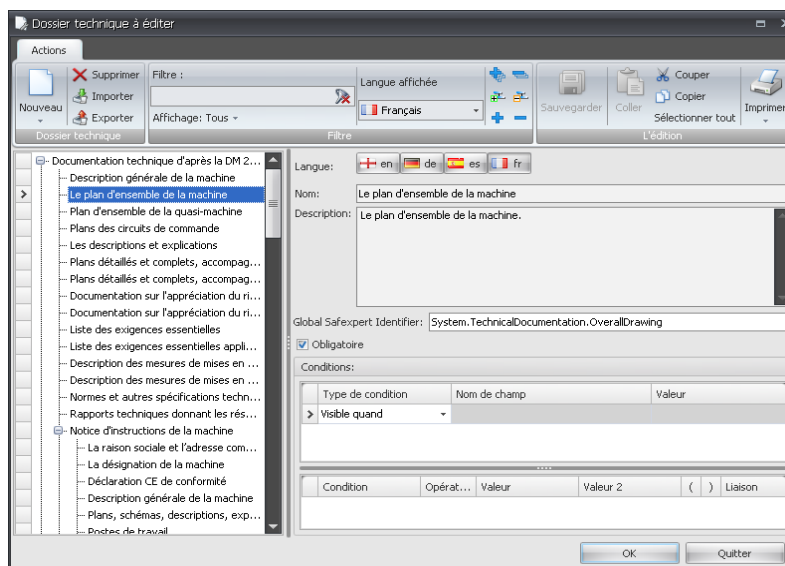 Dossier technique à éditer
Actions
Nouveau
Supprimer
Importer
Exporter
Dossier technique
Filtre :
Affichage: Tous
Langue affichée
Français
Filtre
Sauvegarder
Coller
Couper
Copier
Sélectionner tout
Imprimer
L'édition
Documentation technique d'après la DM 2...
Description générale de la machine
Le plan d'ensemble de la machine
Plan d'ensemble de la quasi-machine
Plans des circuits de commande
Les descriptions et explications
Plans détaillés et complets, accompag...
Plans détaillés et complets, accompag...
Documentation sur l'appréciation du ri...
Documentation sur l'appréciation du ri...
Liste des exigences essentielles
Liste des exigences essentielles appli...
Description des mesures de mises en ...
Description des mesures de mises en ...
Normes et autres spécifications techn...
Rapports techniques donnant les rés...
Notice d'instructions de la machine
La raison sociale et l'adresse com...
La désignation de la machine
Déclaration CE de conformité
Description générale de la machine
Plans, schémas, descriptions, exp...
Postes de travail
Langue: en de es fr
Nom: Le plan d'ensemble de la machine
Description: Le plan d'ensemble de la machine.
Global Safexpert Identifier: System.TechnicalDocumentation.OverallDrawing
Obligatoire
Conditions:
Type de condition Nom de champ Valeur
Visible quand
Condition Opérat... Valeur Valeur 2 ( ) Liaison
OK Quitter